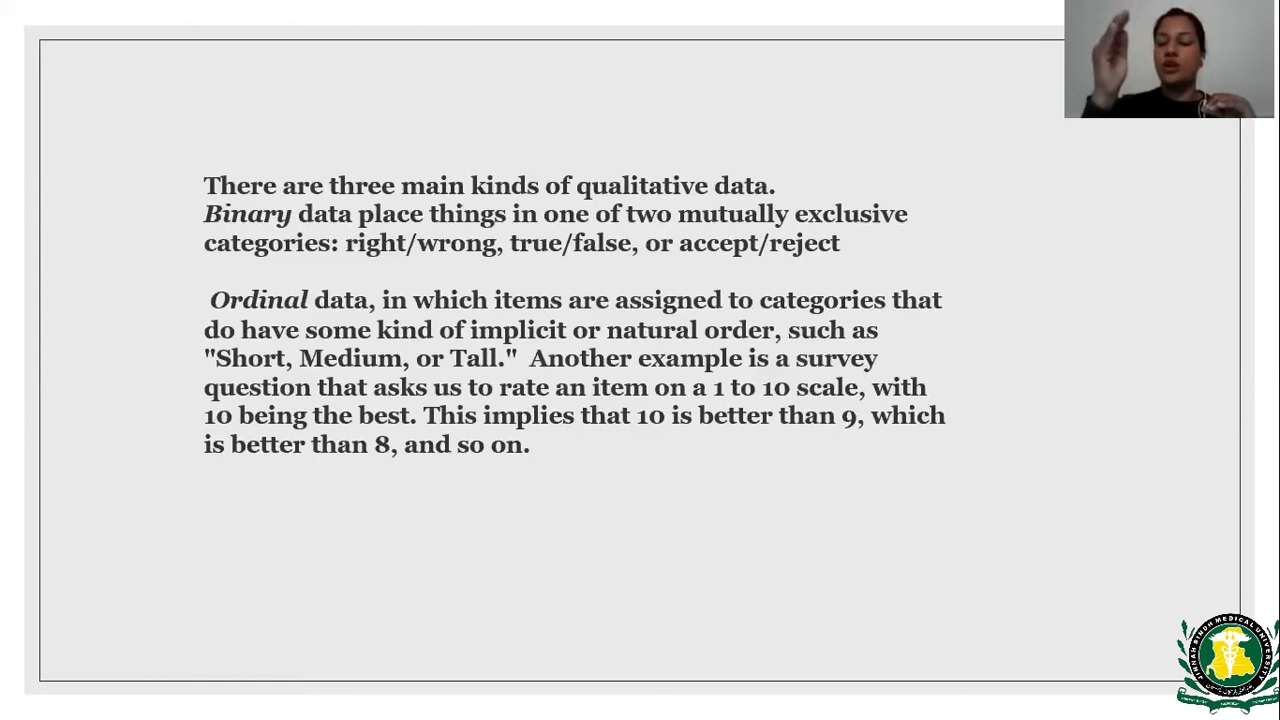 There are three main kinds of qualitative data.
Binary data place things in one of two mutually exclusive
categories: right/wrong, true/false, or accept/reject
Ordinal data, in which items are assigned to categories that
do have some kind of implicit or natural order, such as
"Short, Medium, or Tall."  Another example is a survey
question that asks us to rate an item on a 1 to 10 scale, with
10 being the best. This implies that 10 is better than 9, which
is better than 8, and so on.
JINNAH SINDH MEDICAL UNIVERSITY